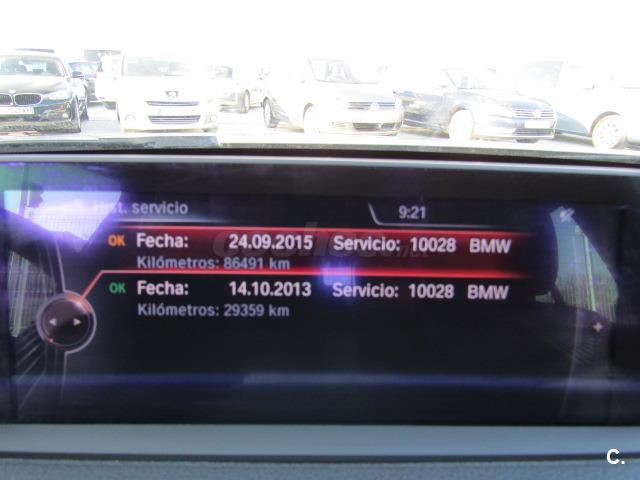 Hist. servicio
9:21
OK Fecha: 24.09.2015 Servicio: 10028 BMW
Kilómetros: 86491 km
OK Fecha: 14.10.2013 Servicio: 10028 BMW
Kilómetros: 29359 km
C.